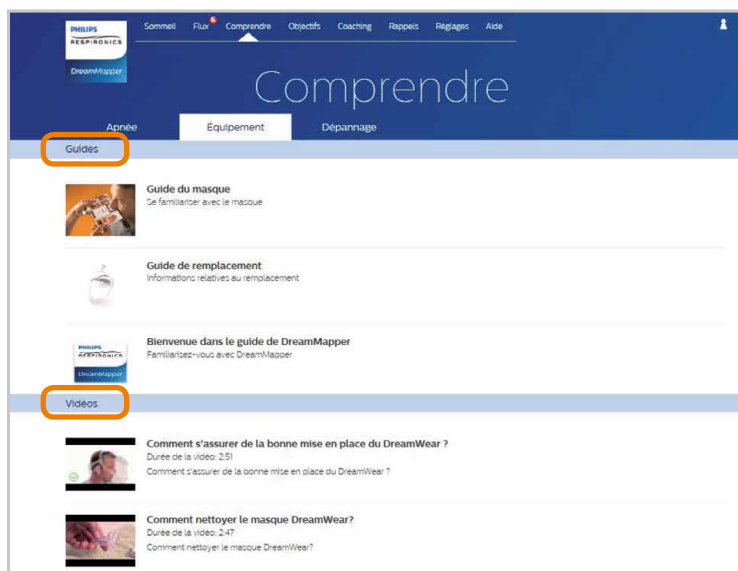 PHILIPS
RESPIRONICS
DreamMapper
Sommeil Flux 6 Comprendre Objectifs Coaching Rappels Réglages Aide
Comprendre
Apnée Équipement Dépannage
Guides
Guide du masque
Se familiariser avec le masque
Guide de remplacement
Informations relatives au remplacement
PHILIPS
RESPIRONICS
DreamMapper
Bienvenue dans le guide de DreamMapper
Familiarisez-vous avec DreamMapper
Vidéos
Comment s'assurer de la bonne mise en place du DreamWear ?
Durée de la vidéo: 2:51
Comment s'assurer de la bonne mise en place du DreamWear ?
Comment nettoyer le masque DreamWear?
Durée de la vidéo: 2:47
Comment nettoyer le masque DreamWear?